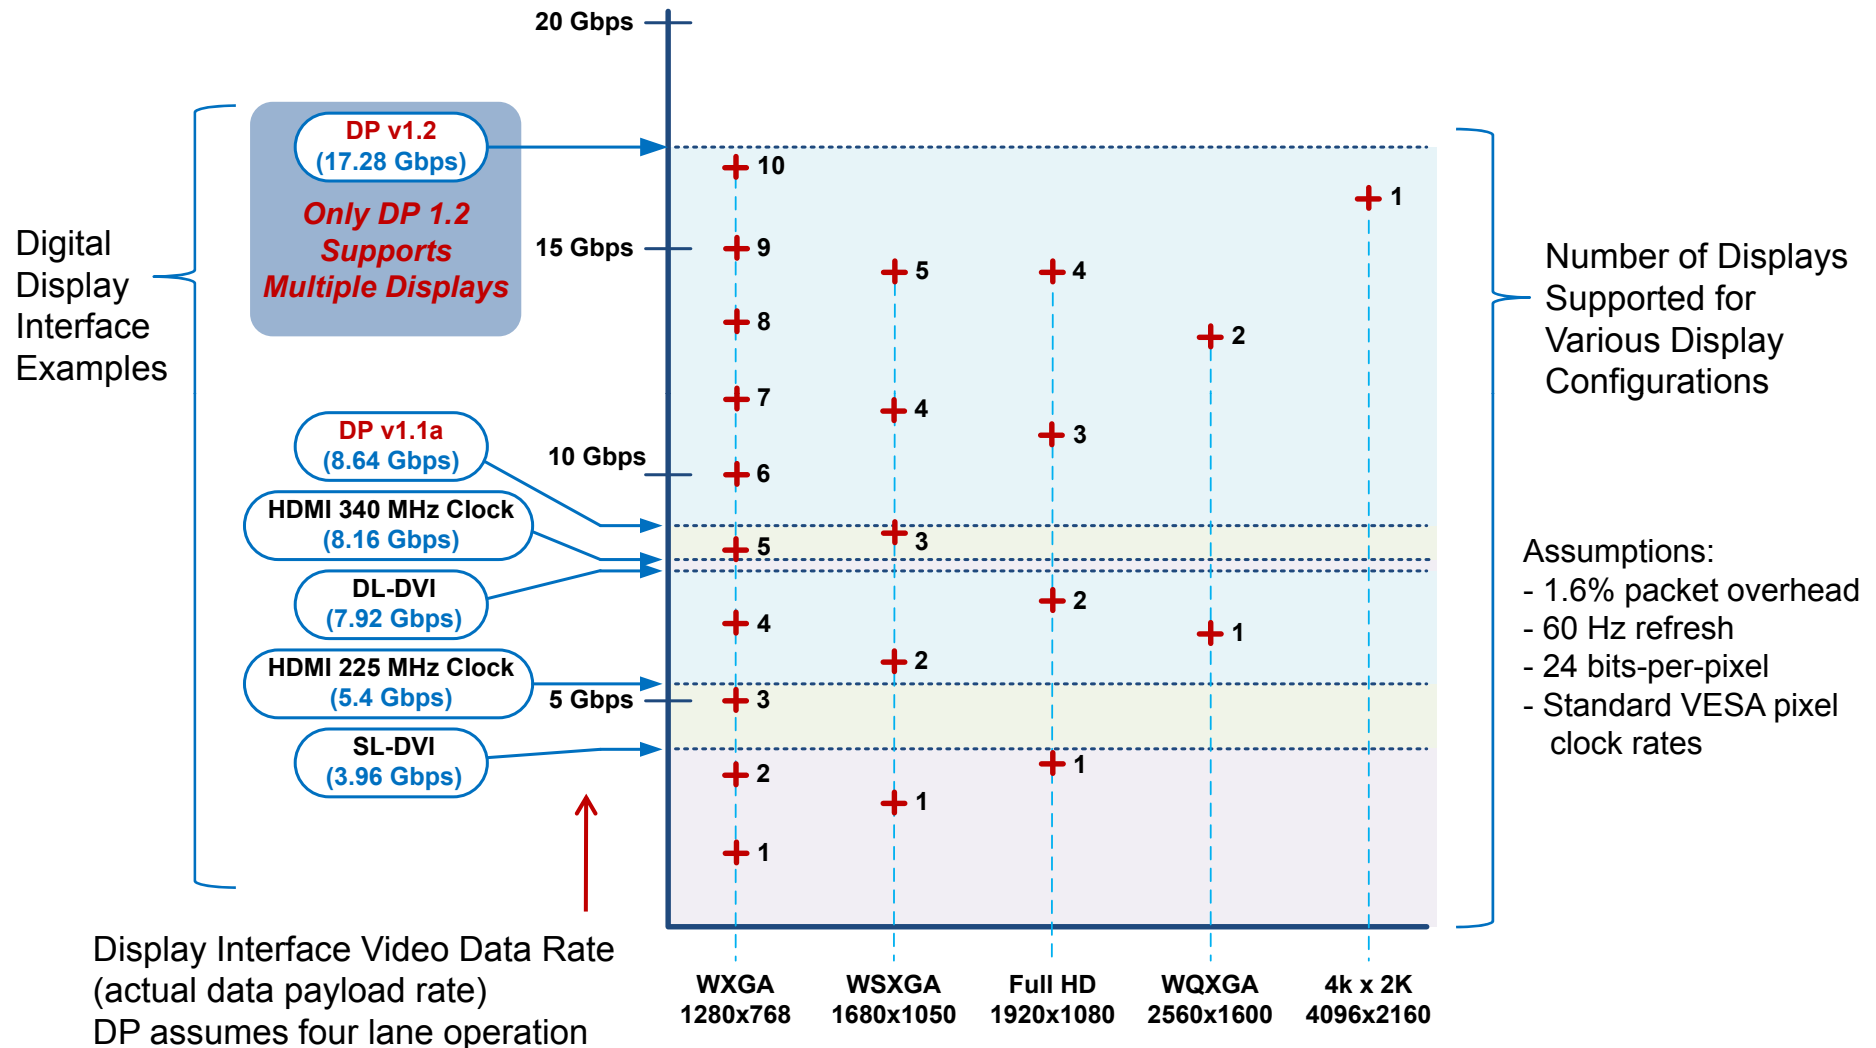 20 Gbps
DP v1.2
(17.28 Gbps)
Only DP 1.2
Supports
Multiple Displays
Digital
Display
Interface
Examples
15 Gbps
DP v1.1a
(8.64 Gbps)
10 Gbps
HDMI 340 MHz Clock
(8.16 Gbps)
DL-DVI
(7.92 Gbps)
HDMI 225 MHz Clock
(5.4 Gbps)
5 Gbps
SL-DVI
(3.96 Gbps)
10
9
8
7
6
5
4
3
2
1
5
4
3
2
1
4
3
2
1
2
1
1
Number of Displays
Supported for
Various Display
Configurations
Assumptions:
- 1.6% packet overhead
- 60 Hz refresh
- 24 bits-per-pixel
- Standard VESA pixel
clock rates
Display Interface Video Data Rate
(actual data payload rate)
DP assumes four lane operation
WXGA
1280x768
WSXGA
1680x1050
Full HD
1920x1080
WQXGA
2560x1600
4k x 2K
4096x2160